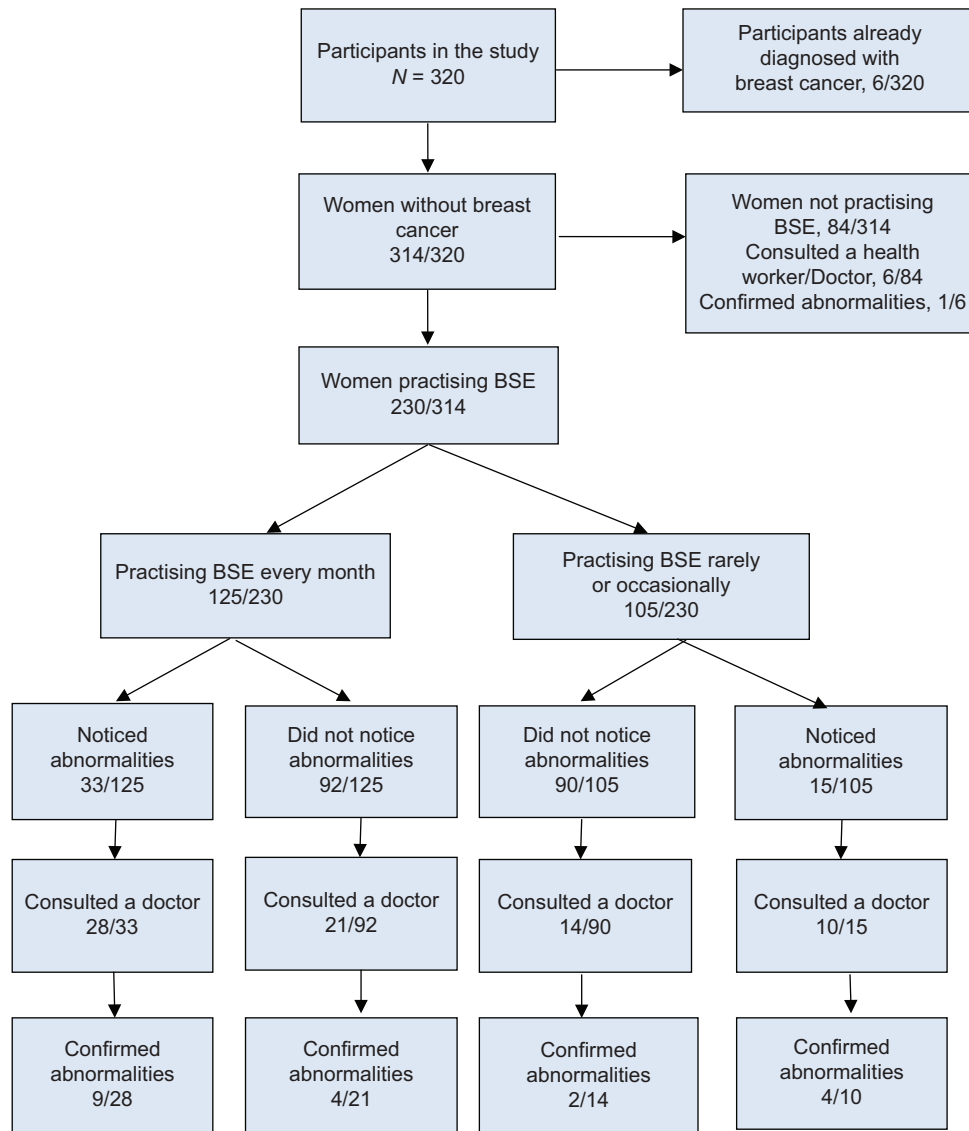 Participants in the study
N = 320
Participants already
diagnosed with
breast cancer, 6/320
Women without breast
cancer
314/320
Women not practising
BSE, 84/314
Consulted a health
worker/Doctor, 6/84
Confirmed abnormalities, 1/6
Women practising BSE
230/314
Practising BSE every month
125/230
Practising BSE rarely
or occasionally
105/230
Noticed
abnormalities
33/125
Did not notice
abnormalities
92/125
Did not notice
abnormalities
90/105
Noticed
abnormalities
15/105
Consulted a doctor
28/33
Consulted a doctor
21/92
Consulted a doctor
14/90
Consulted a doctor
10/15
Confirmed
abnormalities
9/28
Confirmed
abnormalities
4/21
Confirmed
abnormalities
2/14
Confirmed
abnormalities
4/10